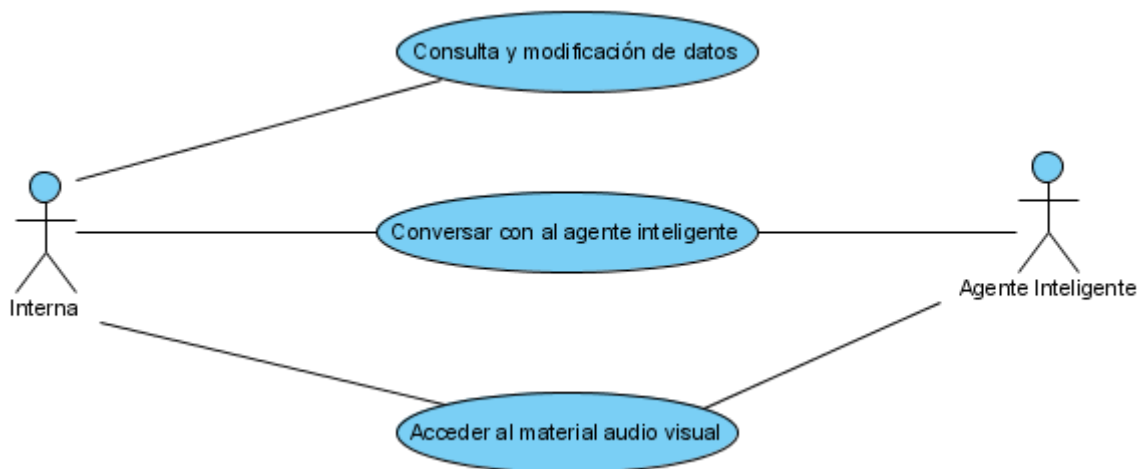 Consulta y modificación de datos
Conversar con al agente inteligente
Interna
Agente Inteligente
Acceder al material audio visual